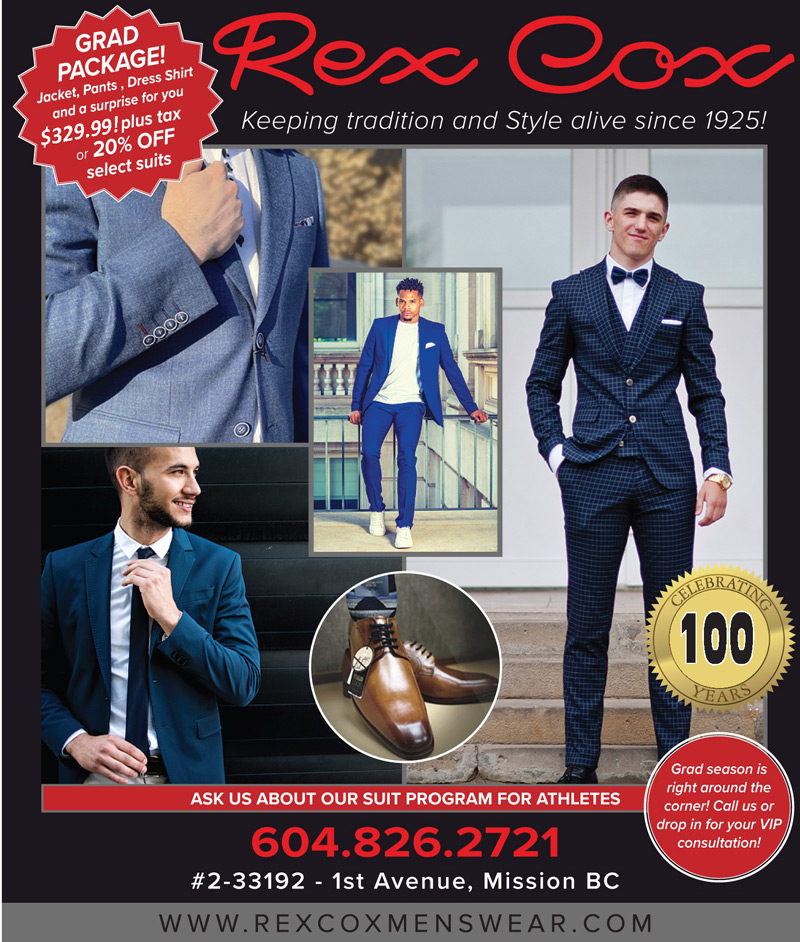 GRAD
PACKAGE!
Jacket, Pants , Dress Shirt
and a surprise for you
$329.99! plus tax
or 20% OFF
select suits
Rex Cox
Keeping tradition and Style alive since 1925!
CELEBRATING
100
YEARS
ASK US ABOUT OUR SUIT PROGRAM FOR ATHLETES
Grad season is
right around the
corner! Call us or
drop in for your VIP
consultation!
604.826.2721
#2-33192 - 1st Avenue, Mission BC
WWW.REXCOXMENSWEAR.COM